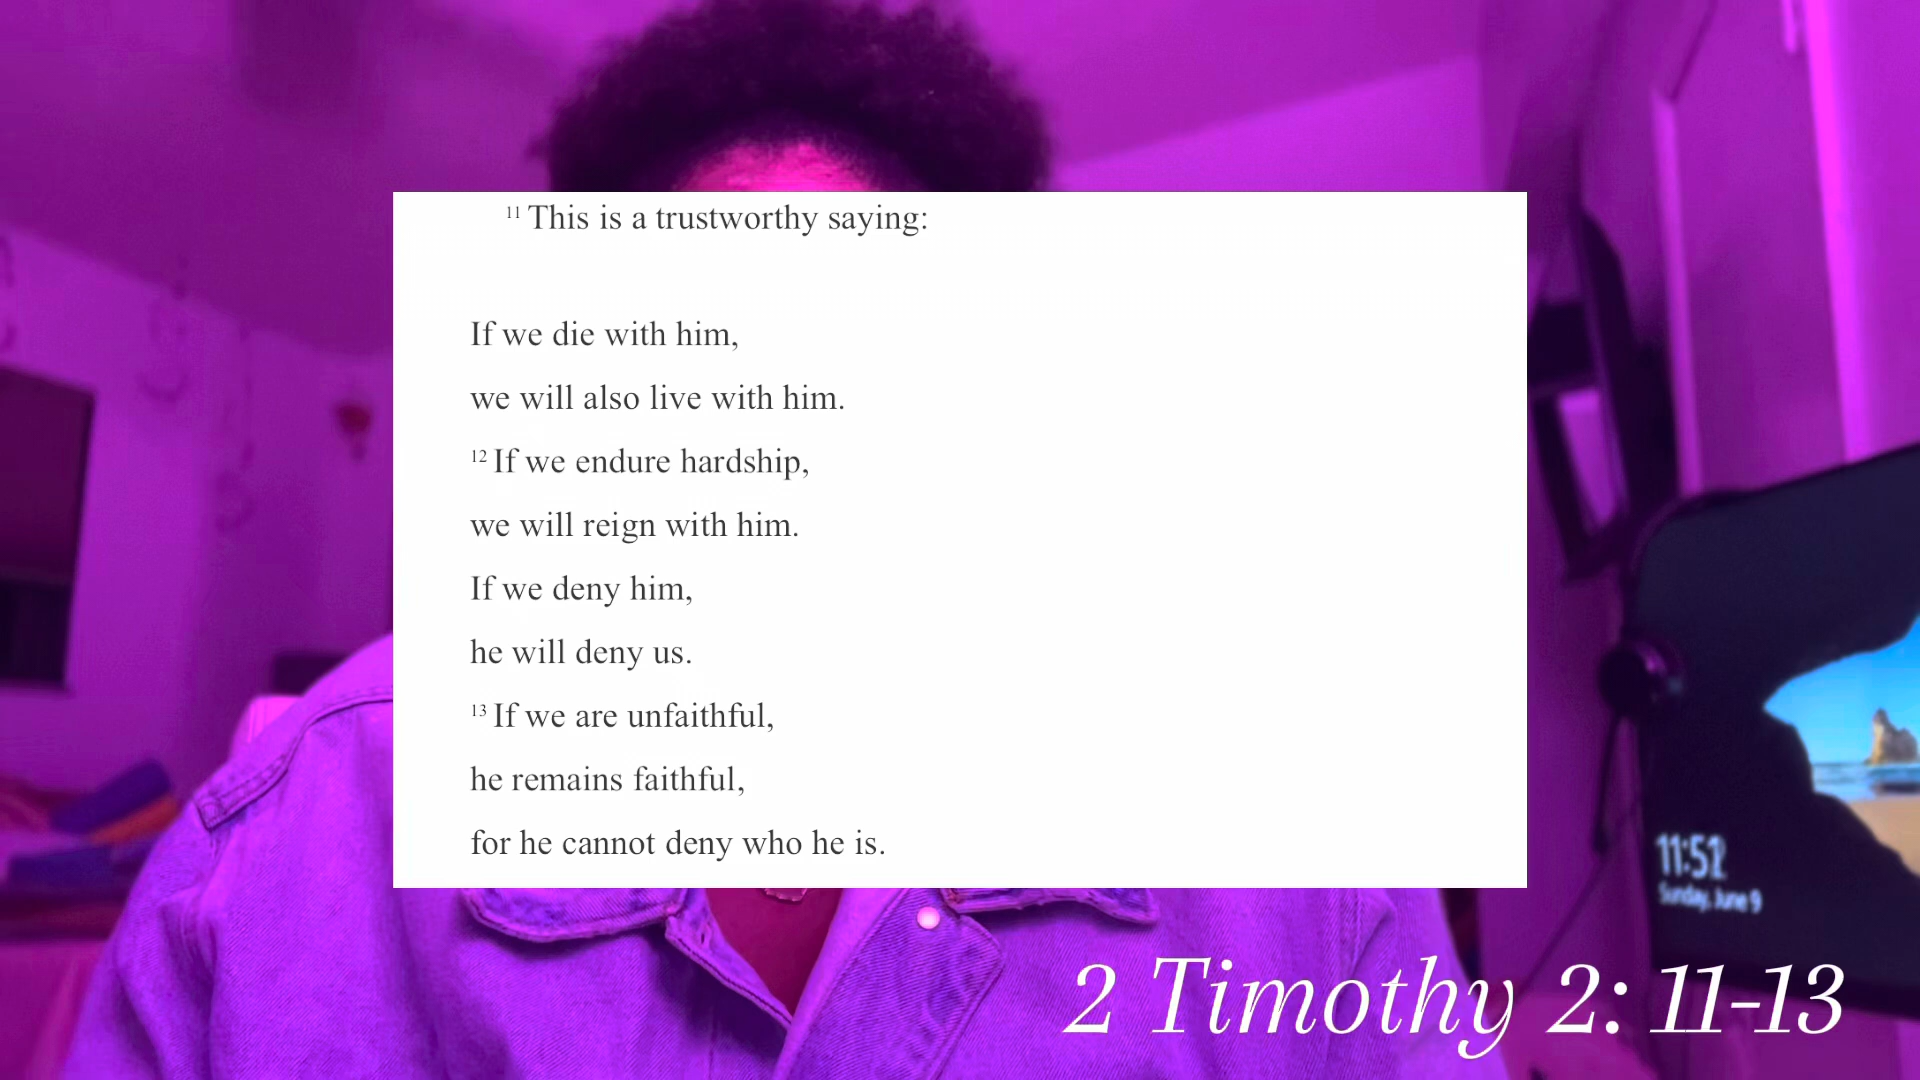 11 This is a trustworthy saying:
If we die with him,
we will also live with him.
12 If we endure hardship,
we will reign with him.
If we deny him,
he will deny us.
13 If we are unfaithful,
he remains faithful,
for he cannot deny who he is.
11:52
Sunday, June 9
2 Timothy 2: 11-13